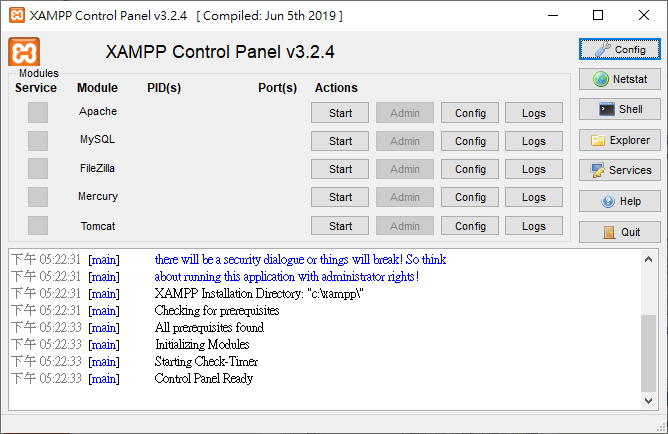 XAMPP Control Panel v3.2.4 [ Compiled: Jun 5th 2019 ]
XAMPP Control Panel v3.2.4
Config
Modules
Service Module PID(s) Port(s) Actions
Netstat
Apache Start Admin Config Logs
Shell
MySQL Start Admin Config Logs
Explorer
FileZilla Start Admin Config Logs
Services
Mercury Start Admin Config Logs
Help
Tomcat Start Admin Config Logs
Quit
下午 05:22:31 [main] there will be a security dialogue or things will break! So think
下午 05:22:31 [main] about running this application with administrator rights!
下午 05:22:31 [main] XAMPP Installation Directory: "c:\xampp\"
下午 05:22:31 [main] Checking for prerequisites
下午 05:22:33 [main] All prerequisites found
下午 05:22:33 [main] Initializing Modules
下午 05:22:33 [main] Starting Check-Timer
下午 05:22:33 [main] Control Panel Ready